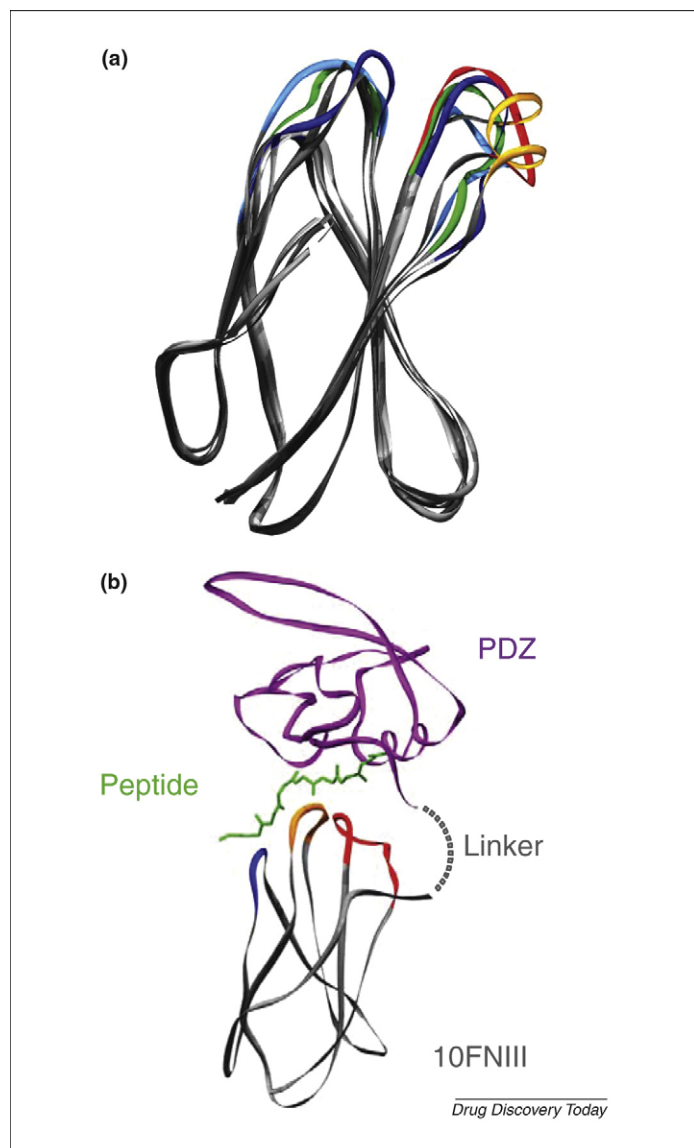 (a)
(b)
PDZ
Peptide
Linker
10FNIII
Drug Discovery Today